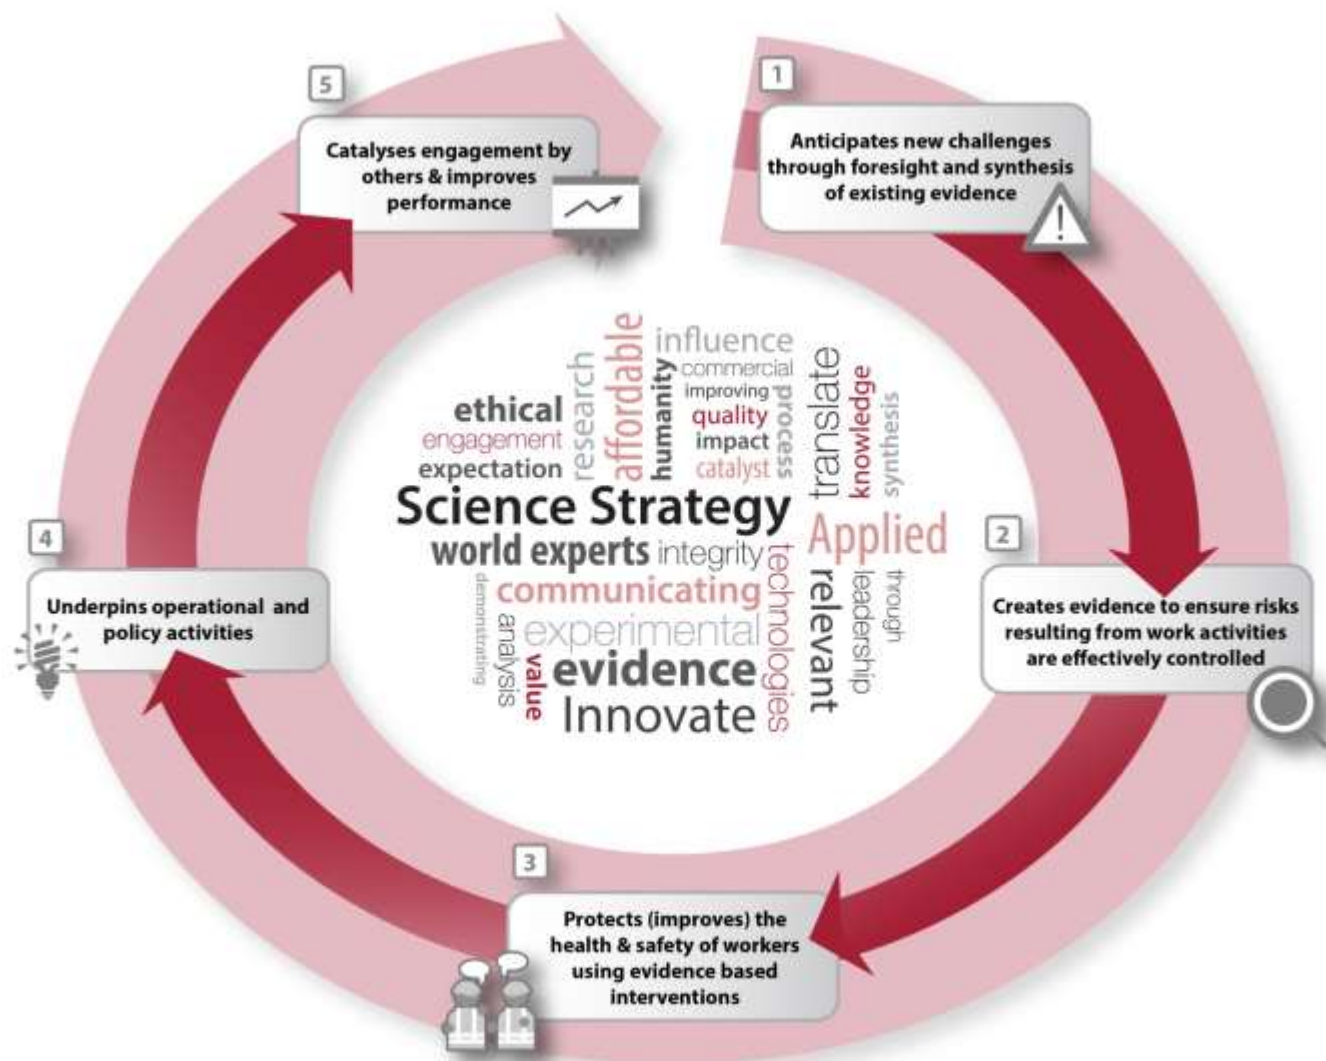 1
Anticipates new challenges
through foresight and synthesis
of existing evidence
2
Creates evidence to ensure risks
resulting from work activities
are effectively controlled
3
Protects (improves) the
health & safety of workers
using evidence based
interventions
4
Underpins operational and
policy activities
5
Catalyses engagement by
others & improves
performance
ethical
engagement
expectation
research
affordable
humanity
influence
commercial
improving
quality
impact
catalyst
process
translate
knowledge
synthesis
Science Strategy
Applied
world experts
integrity
communicating
experimental
evidence
Innovate
demonstrating
analysis
value
technologies
relevant
leadership
through